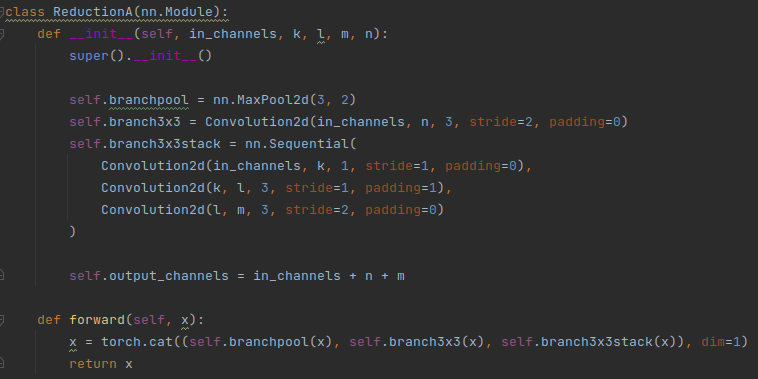 class ReductionA(nn.Module):
    def __init__(self, in_channels, k, l, m, n):
        super().__init__()

        self.branchpool = nn.MaxPool2d(3, 2)
        self.branch3x3 = Convolution2d(in_channels, n, 3, stride=2, padding=0)
        self.branch3x3stack = nn.Sequential(
            Convolution2d(in_channels, k, 1, stride=1, padding=0),
            Convolution2d(k, l, 3, stride=1, padding=1),
            Convolution2d(l, m, 3, stride=2, padding=0)
        )

        self.output_channels = in_channels + n + m

    def forward(self, x):
        x = torch.cat((self.branchpool(x), self.branch3x3(x), self.branch3x3stack(x)), dim=1)
        return x